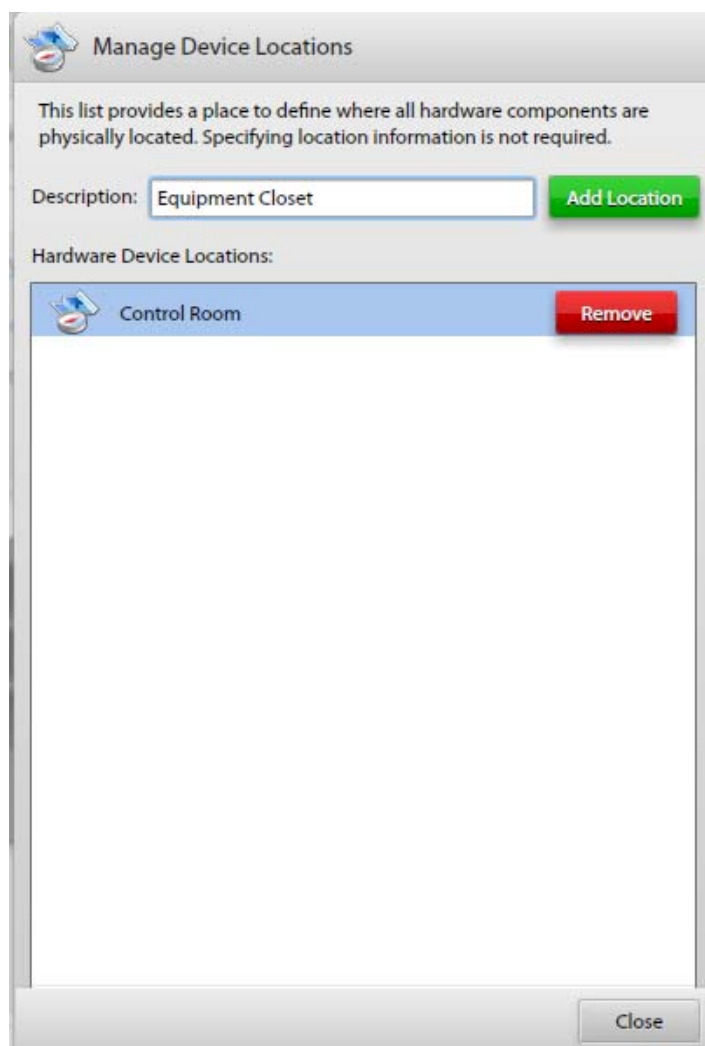 Manage Device Locations
This list provides a place to define where all hardware components are
physically located. Specifying location information is not required.
Description: Equipment Closet Add Location
Hardware Device Locations:
Control Room Remove
Close